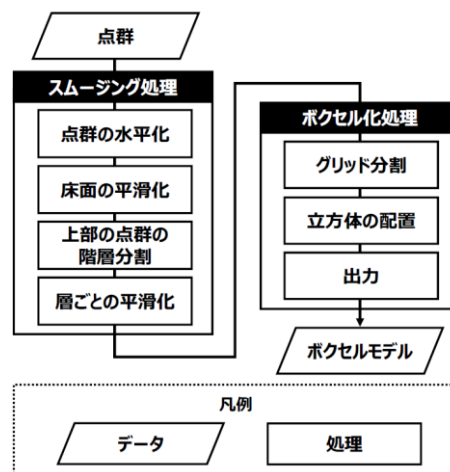 点群
スムージング処理
点群の水平化
床面の平滑化
上部の点群の
階層分割
層ごとの平滑化
ボクセル化処理
グリッド分割
立方体の配置
出力
ボクセルモデル
凡例
データ
処理